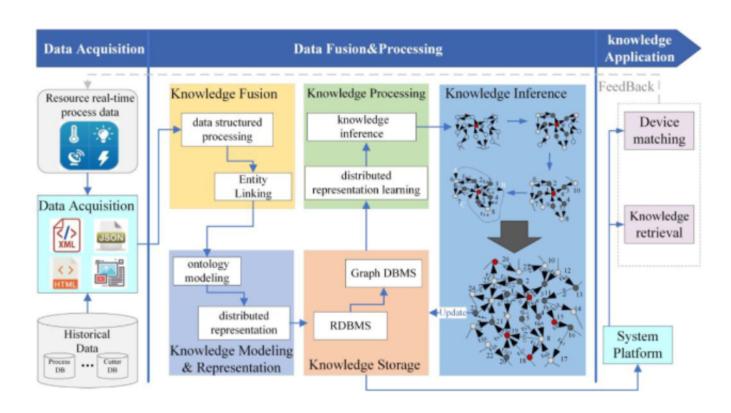 Data Acquisition
Data Fusion&Processing
knowledge
Application
Resource real-time
process data
Data Acquisition
XML
JSON
HTML
Historical
Data
Process
DB
•••
Cutter
DB
Knowledge Fusion
data structured
processing
Entity
Linking
ontology
modeling
distributed
representation
Knowledge Modeling
& Representation
Knowledge Processing
knowledge
inference
distributed
representation learning
Graph DBMS
RDBMS
Knowledge Storage
Knowledge Inference
Update
FeedBack
Device
matching
Knowledge
retrieval
System
Platform